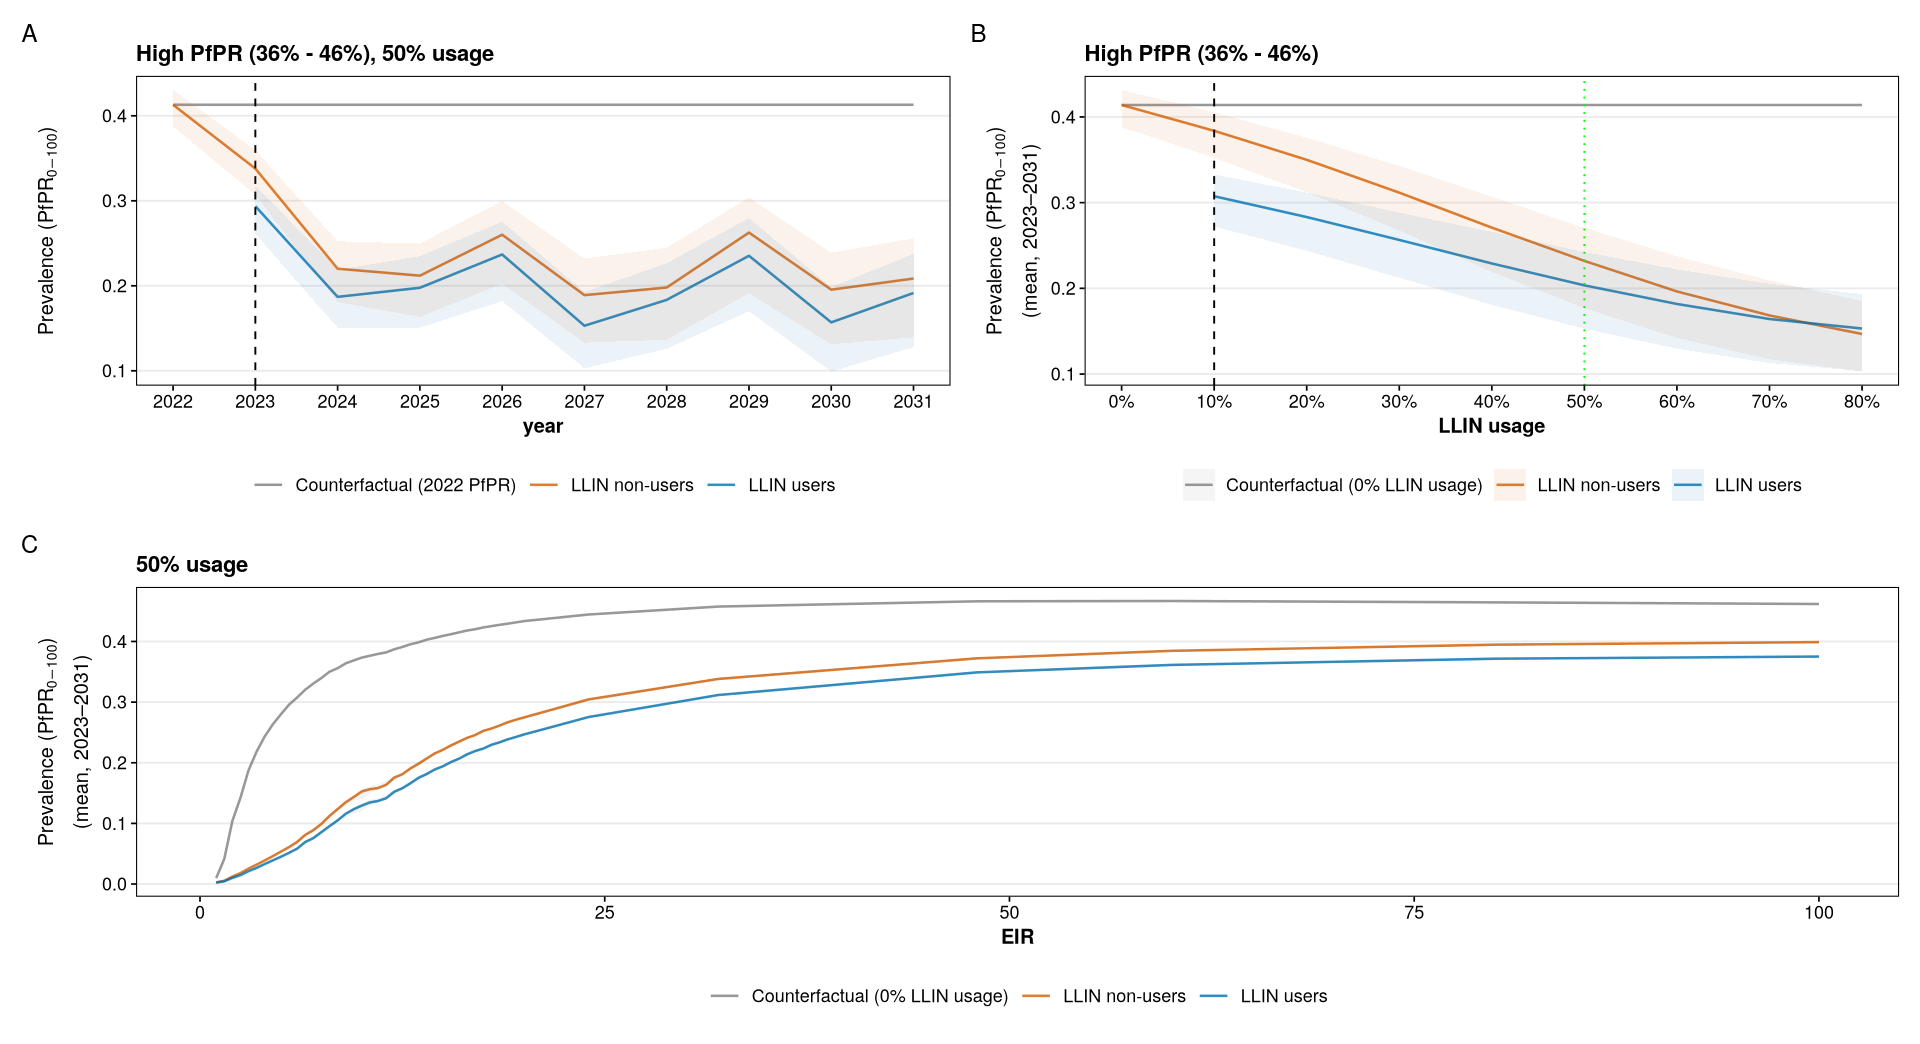 A
High PfPR (36% - 46%), 50% usage
Prevalence (PfPR0−100)
0.4
0.3
0.2
0.1
2022 2023 2024 2025 2026 2027 2028 2029 2030 2031
year
Counterfactual (2022 PfPR) LLIN non-users LLIN users
B
High PfPR (36% - 46%)
Prevalence (PfPR0−100)
(mean, 2023–2031)
0.4
0.3
0.2
0.1
0% 10% 20% 30% 40% 50% 60% 70% 80%
LLIN usage
Counterfactual (0% LLIN usage) LLIN non-users LLIN users
C
50% usage
Prevalence (PfPR0−100)
(mean, 2023–2031)
0.4
0.3
0.2
0.1
0.0
0 25 50 75 100
EIR
Counterfactual (0% LLIN usage) LLIN non-users LLIN users